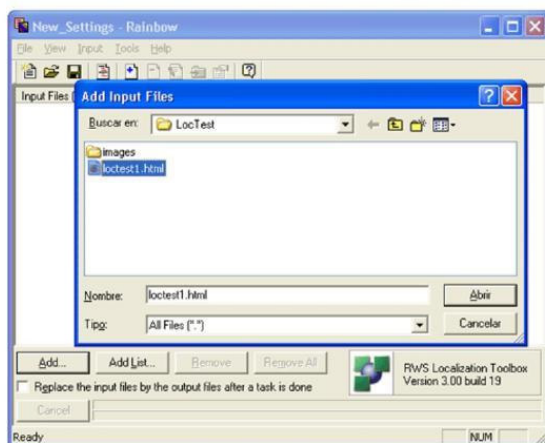 New_Settings - Rainbow
File View Input Tools Help
Input Files
Add Input Files
Buscar en: LocTest
images
loctest1.html
Nombre: loctest1.html
Abrir
Tipo: All Files (*.*)
Cancelar
Add... Add List... Remove Remove All
RWS Localization Toolbox
Version 3.00 build 19
Replace the input files by the output files after a task is done
Cancel
Ready NUM